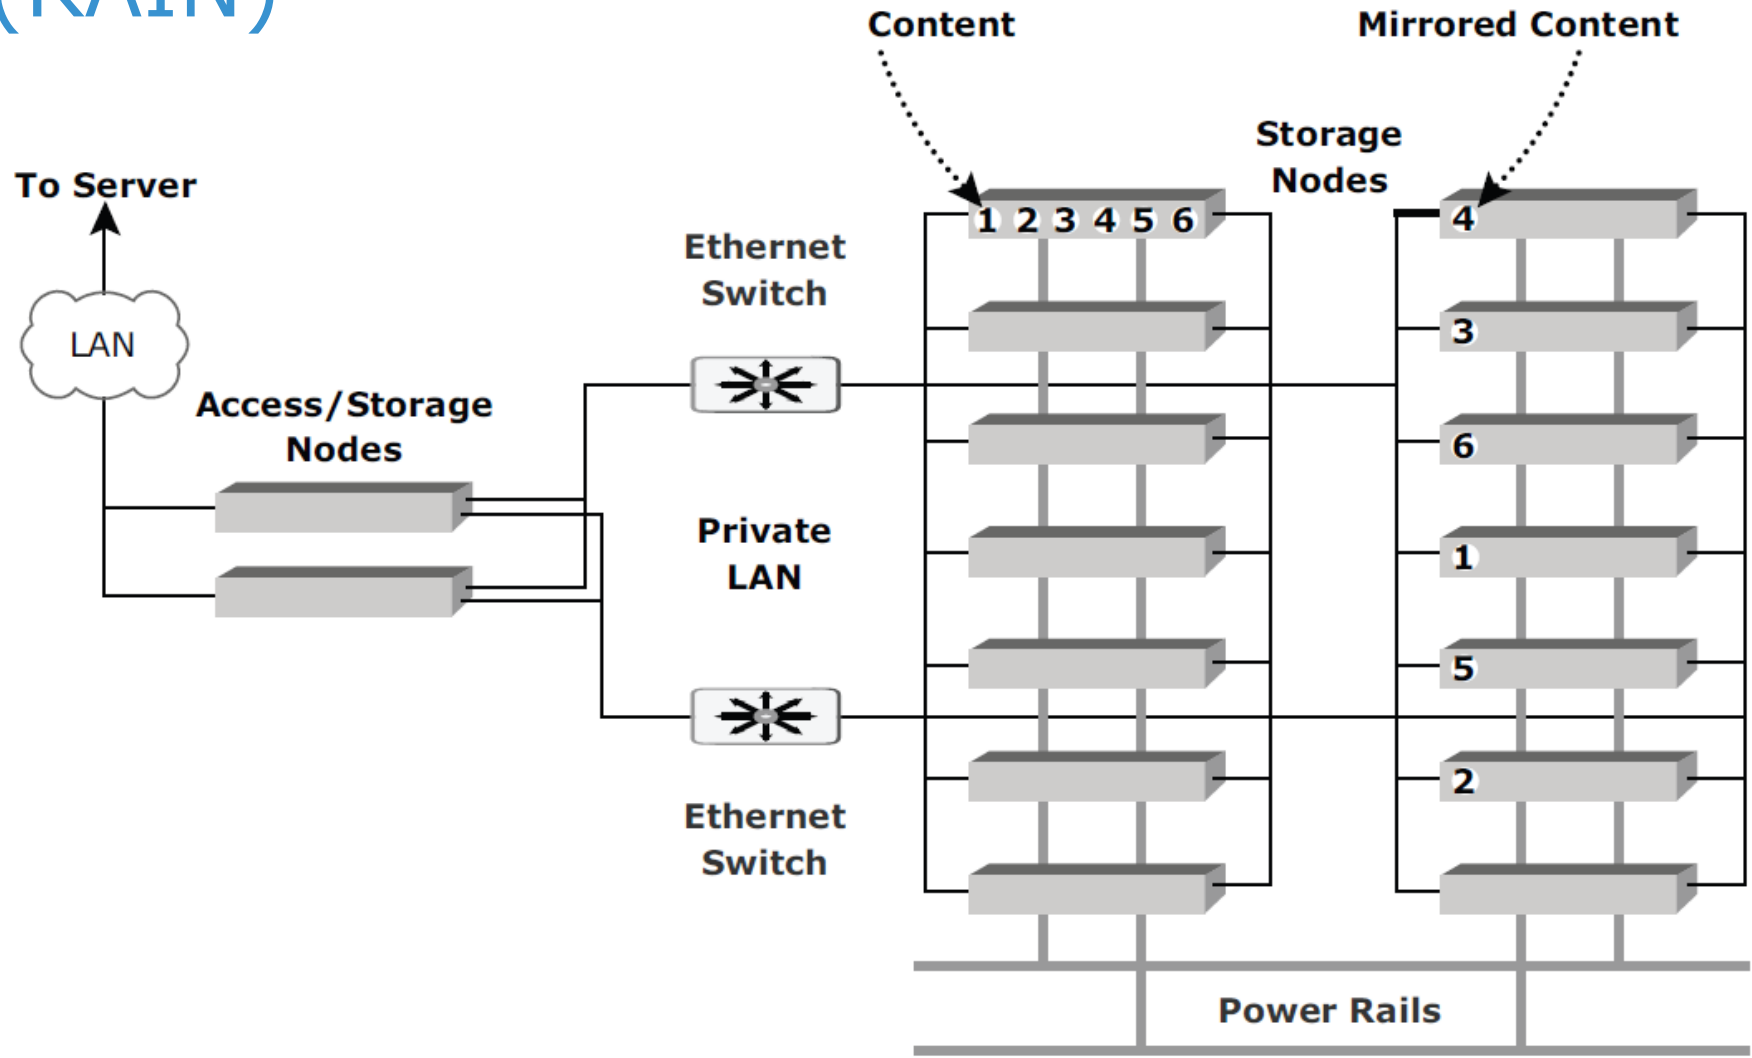 (RAIN)
Content
Mirrored Content
Storage
Nodes
To Server
LAN
Access/Storage
Nodes
Ethernet
Switch
Private
LAN
Ethernet
Switch
1 2 3 4 5 6
4
3
6
1
5
2
Power Rails